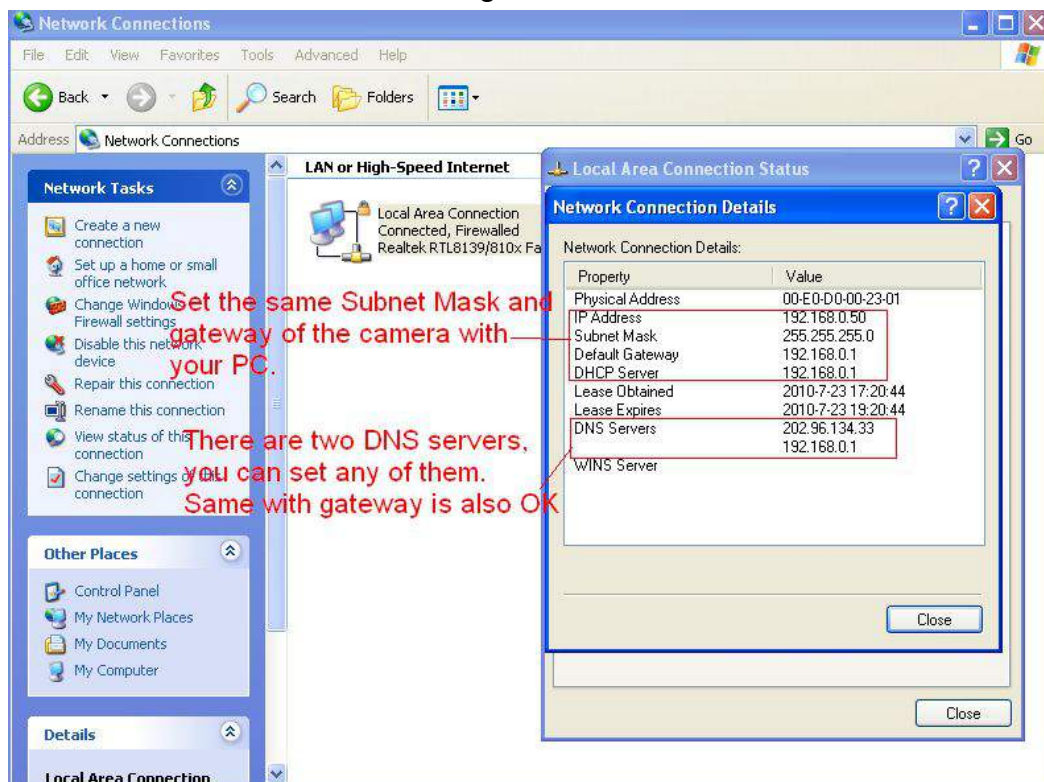 Network Connections
File Edit View Favorites Tools Advanced Help
Back Search Folders
Address Network Connections Go
Network Tasks
Create a new
connection
Set up a home or small
office network
Change Windows
Firewall settings
Disable this network
device
Repair this connection
Rename this connection
View status of this
connection
Change settings of this
connection
Other Places
Control Panel
My Network Places
My Documents
My Computer
Details
Local Area Connection
LAN or High-Speed Internet
Local Area Connection
Connected, Firewalled
Realtek RTL8139/810x Fa
Set the same Subnet Mask and
gateway of the camera with
your PC.
There are two DNS servers,
you can set any of them.
Same with gateway is also OK
Local Area Connection Status
Network Connection Details
Network Connection Details:
Property Value
Physical Address 00-E0-D0-00-23-01
IP Address 192.168.0.50
Subnet Mask 255.255.255.0
Default Gateway 192.168.0.1
DHCP Server 192.168.0.1
Lease Obtained 2010-7-23 17:20:44
Lease Expires 2010-7-23 19:20:44
DNS Servers 202.96.134.33
192.168.0.1
WINS Server
Close
Close